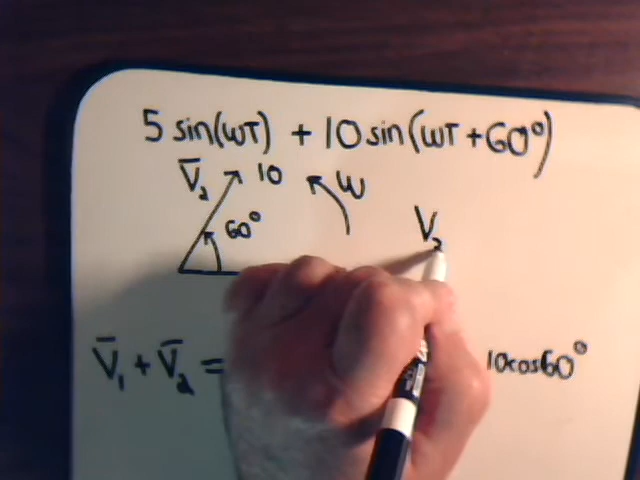 5 sin(ωT) + 10 sin(ωT + 60°)
V̅₂ 10 ω
60° V₂
V̅₁ + V̅₂ = 10cos60°